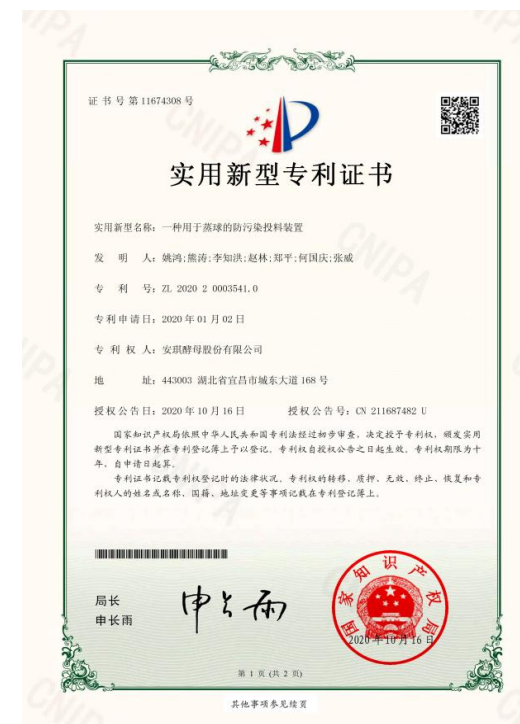 证书号第11674308号
实用新型专利证书
实用新型名称：一种用于蒸球的防污染投料装置
发明人：姚鸿;熊涛;李知洪;赵林;郑平;何国庆;张威
专利号：ZL 2020 2 0003541.0
专利申请日：2020年01月02日
专利权人：安琪酵母股份有限公司
地址：443003 湖北省宜昌市城东大道168号
授权公告日：2020年10月16日 授权公告号：CN 211687482 U
国家知识产权局依照中华人民共和国专利法经过初步审查，决定授予专利权，颁发实用
新型专利证书并在专利登记簿上予以登记。专利权自授权公告之日起生效。专利权期限为十
年，自申请日起算。
专利证书记载专利权登记时的法律状况。专利权的转移、质押、无效、终止、恢复和专
利权人的姓名或名称、国籍、地址变更等事项记载在专利登记簿上。
局长
申长雨
申长雨
国家知识产权局
2020年10月16日
第 1 页 (共 2 页)
其他事项参见续页
CNIPA
CNIPA
CNIPA
CNIPA